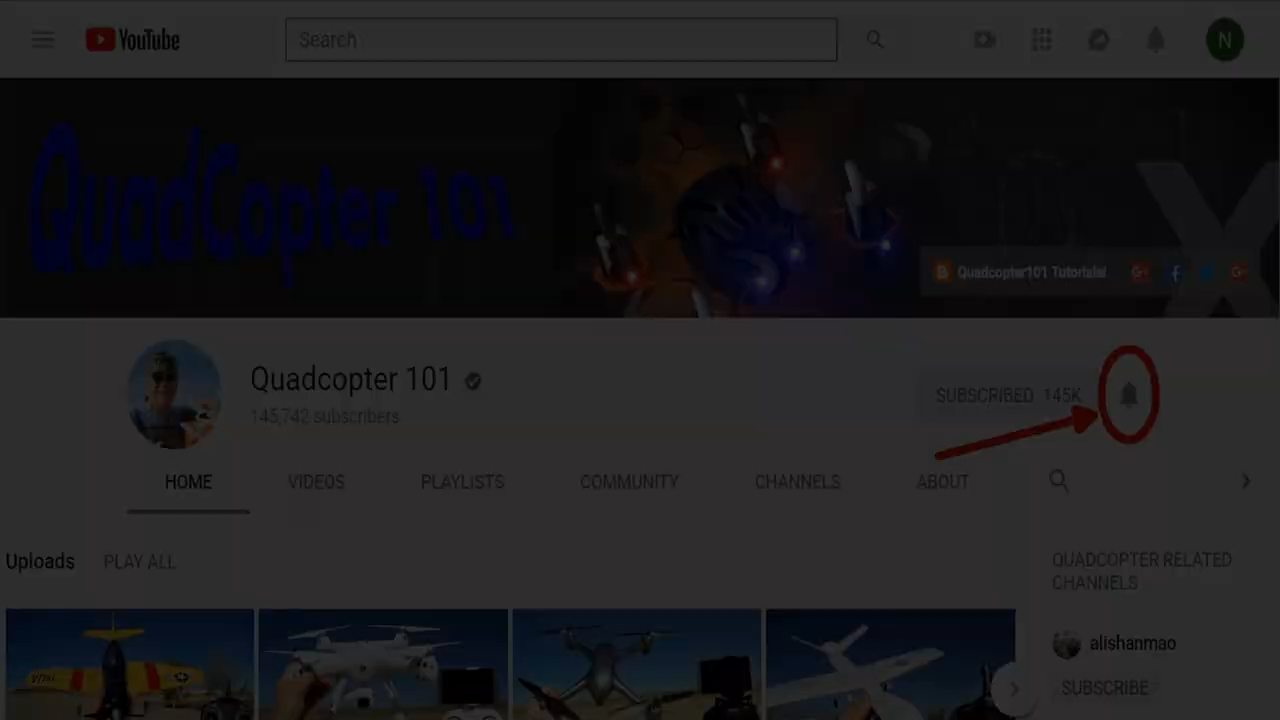 YouTube
Search
N
QuadCopter 101
X
Quadcopter101 Tutorials!
Quadcopter 101
145,742 subscribers
SUBSCRIBED 145K
HOME VIDEOS PLAYLISTS COMMUNITY CHANNELS ABOUT
Uploads PLAY ALL
QUADCOPTER RELATED
CHANNELS
alishanmao
SUBSCRIBE